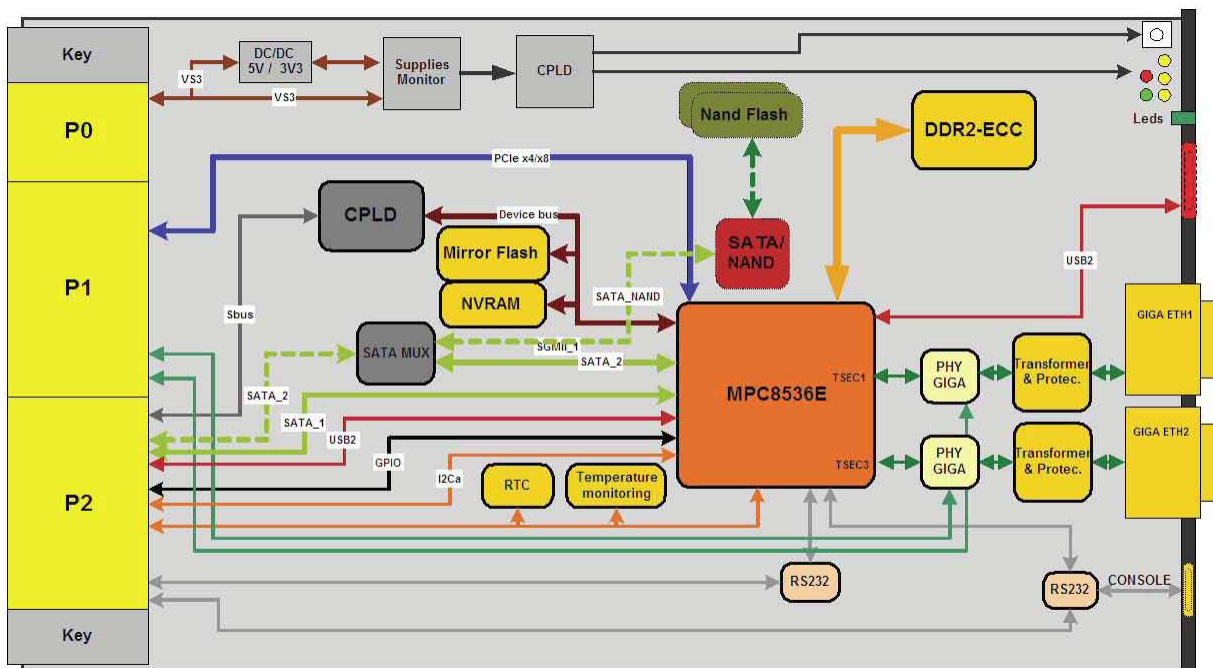 Key
P0
P1
P2
Key
DC/DC
5V / 3V3
VS3
VS3
Supplies
Monitor
CPLD
Leds
Nand Flash
DDR2-ECC
PCIe x4/x8
CPLD
Device bus
Mirror Flash
NVRAM
SATA/
NAND
SATA_NAND
USB2
Sbus
SATA MUX
SGMII_1
SATA_2
SATA_2
SATA_1
USB2
GPIO
I2Ca
MPC8536E
TSEC1
TSEC3
PHY
GIGA
Transformer
& Protec.
GIGA ETH1
PHY
GIGA
Transformer
& Protec.
GIGA ETH2
RTC
Temperature
monitoring
RS232
RS232
CONSOLE